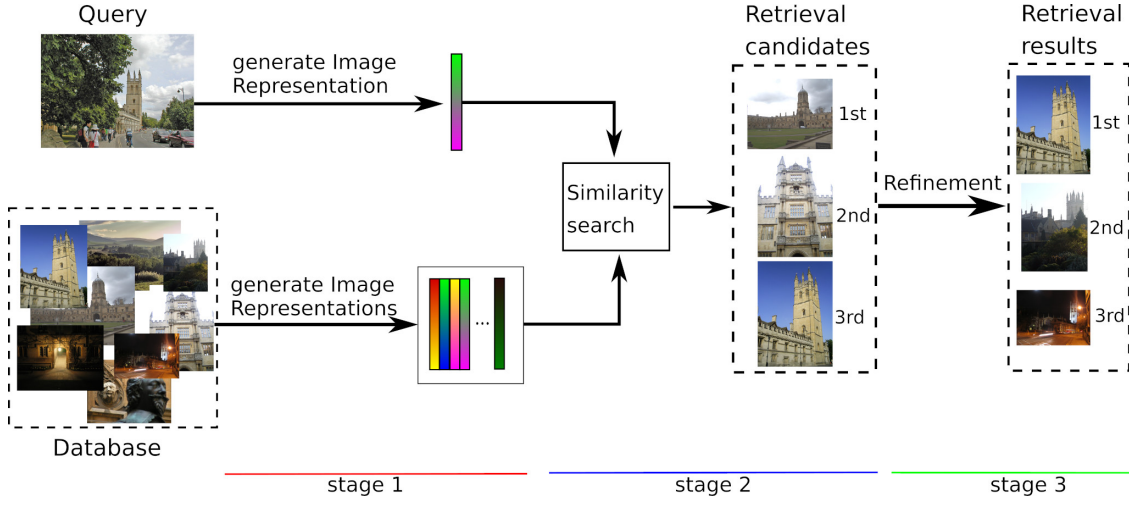 Query
generate Image
Representation
Database
generate Image
Representations
...
Similarity
search
Retrieval
candidates
1st
2nd
3rd
Refinement
Retrieval
results
1st
2nd
3rd
stage 1
stage 2
stage 3